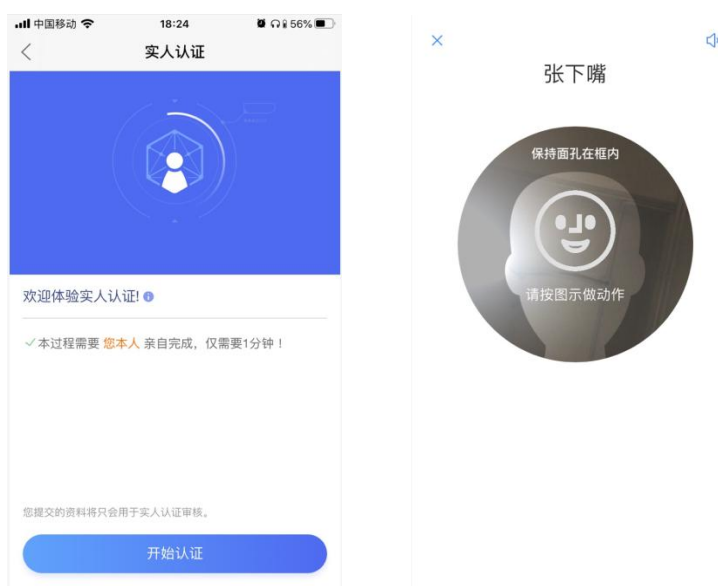 中国移动 18:24 56%
实人认证
欢迎体验实人认证!
✓本过程需要 您本人 亲自完成，仅需要1分钟！
您提交的资料将只会用于实人认证审核。
开始认证
张下嘴
保持面孔在框内
请按图示做动作